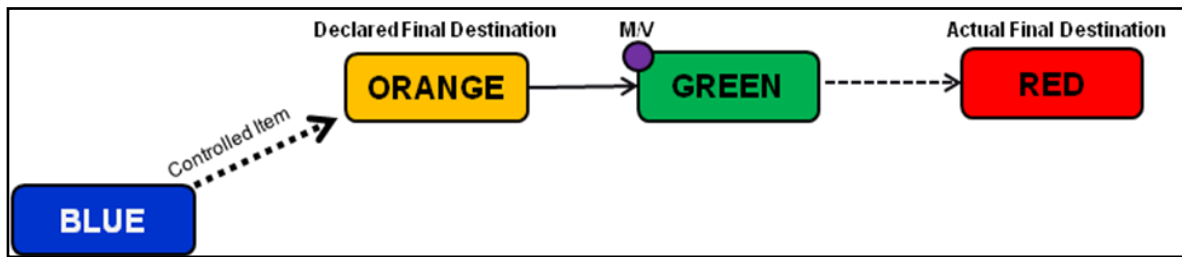 Declared Final Destination
M/V
Actual Final Destination
ORANGE
GREEN
RED
Controlled Item
BLUE